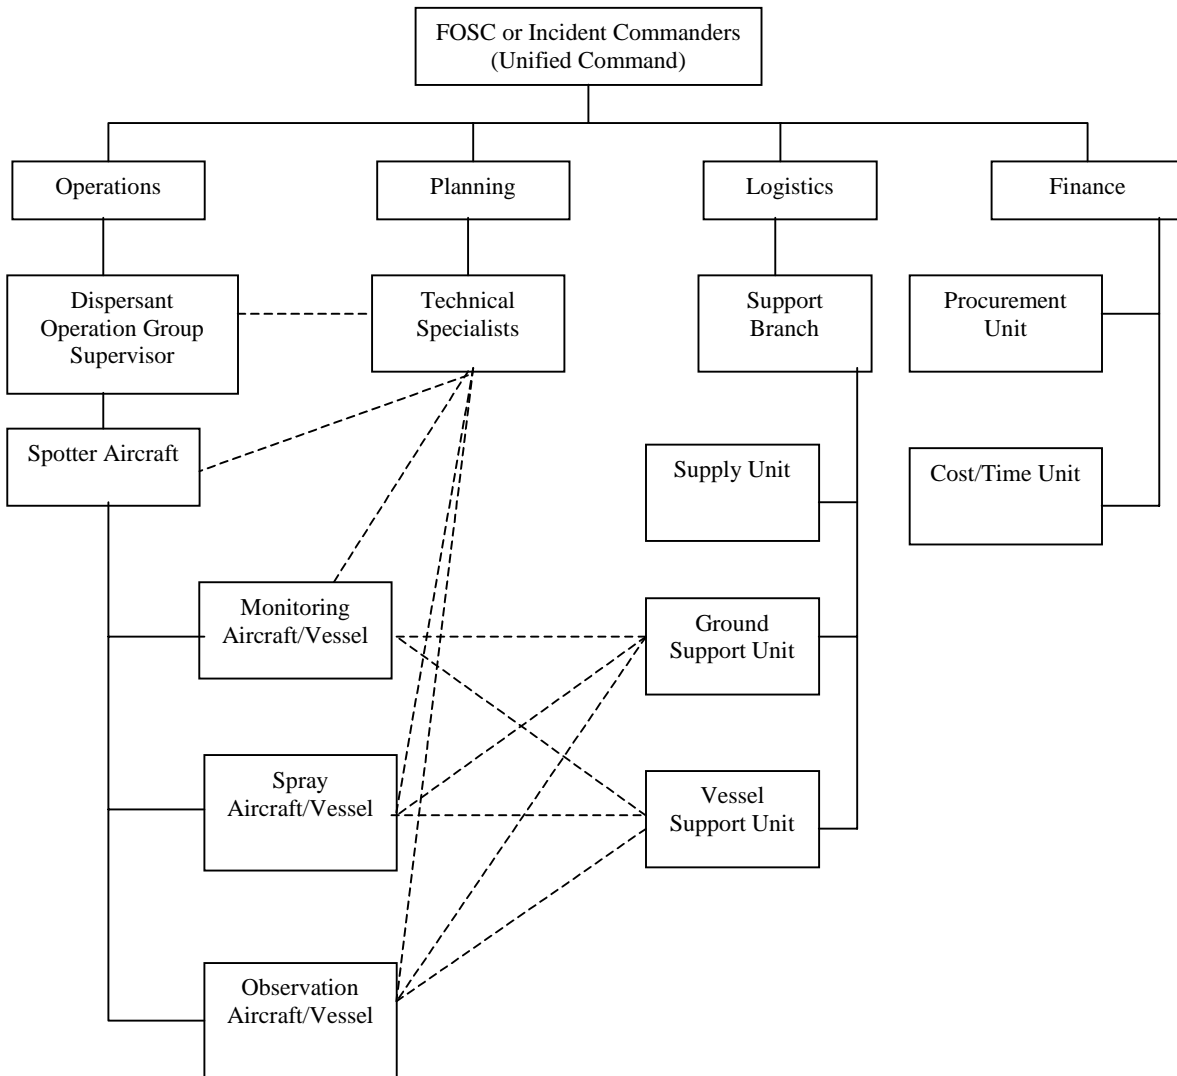 FOSC or Incident Commanders
(Unified Command)
Operations
Planning
Logistics
Finance
Dispersant
Operation Group
Supervisor
Technical
Specialists
Support
Branch
Procurement
Unit
Spotter Aircraft
Supply Unit
Cost/Time Unit
Monitoring
Aircraft/Vessel
Ground
Support Unit
Spray
Aircraft/Vessel
Vessel
Support Unit
Observation
Aircraft/Vessel